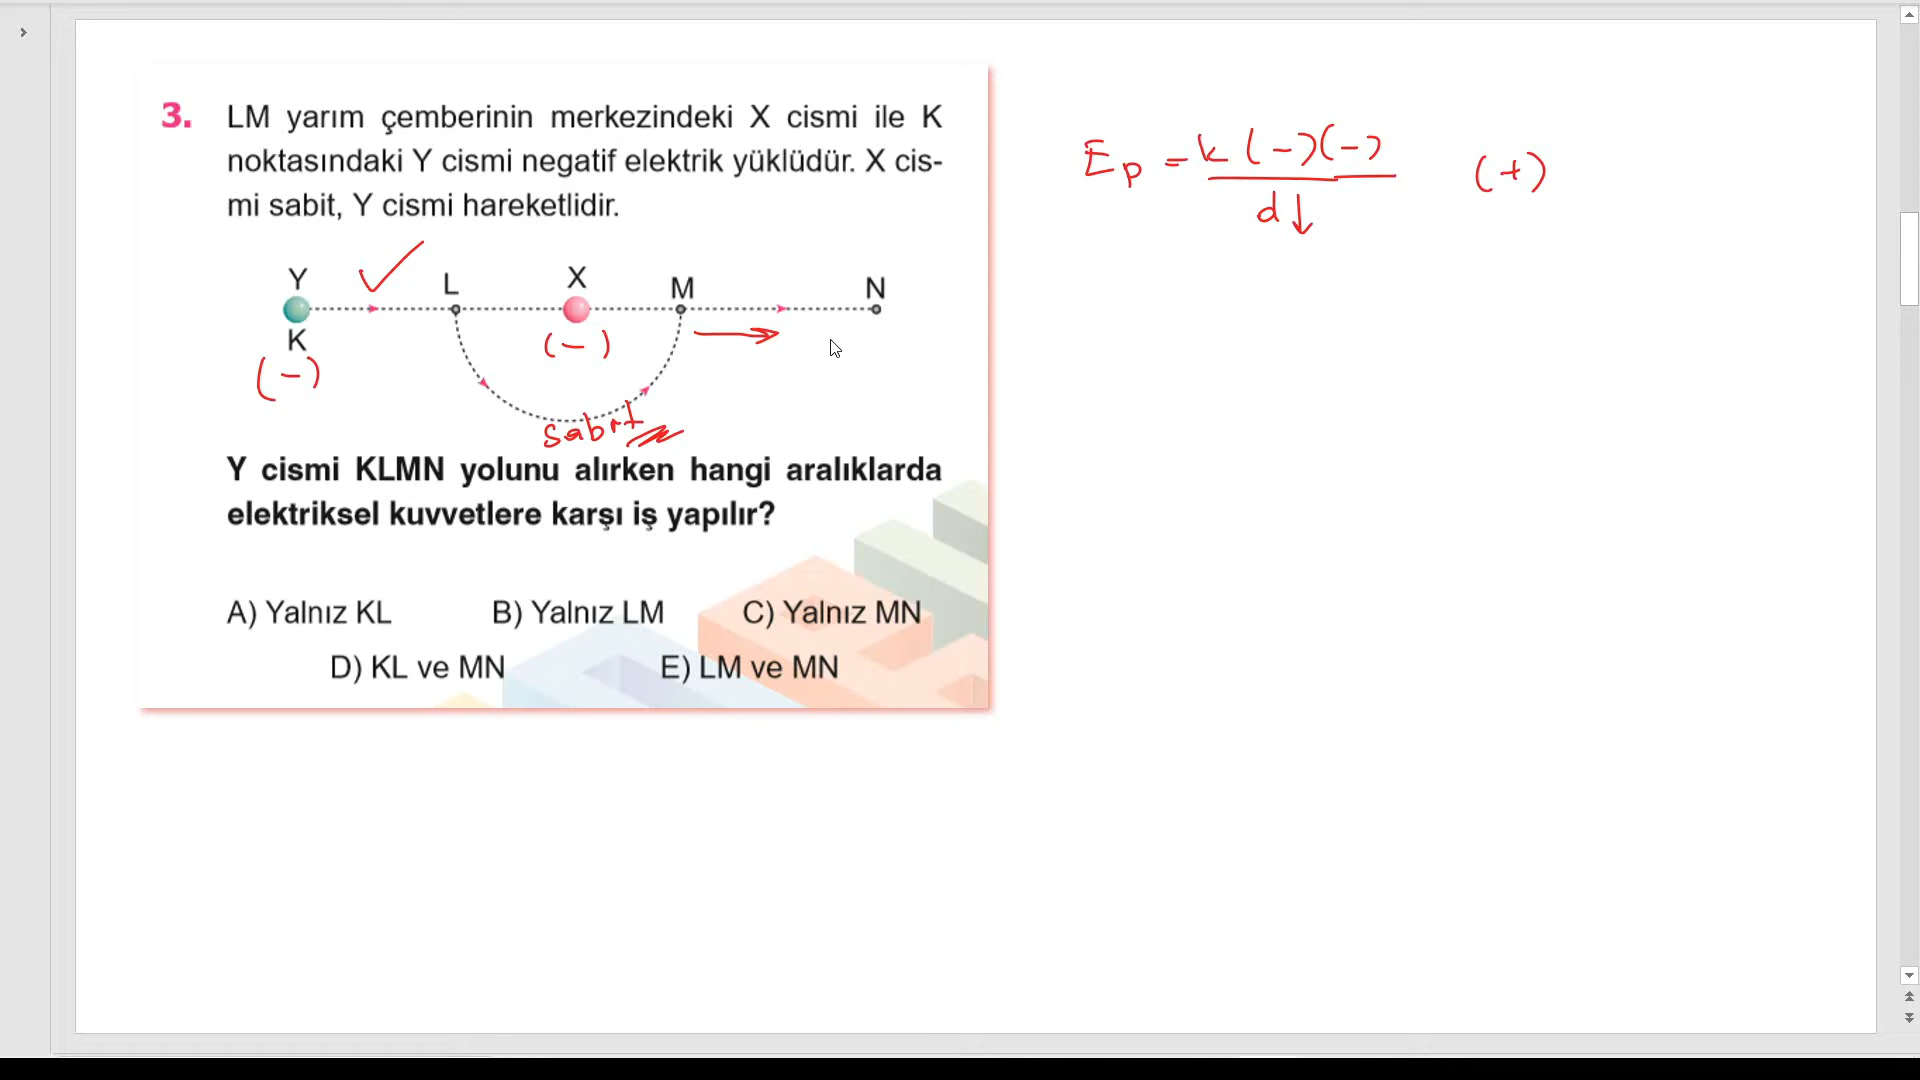 3. LM yarım çemberinin merkezindeki X cismi ile K
noktasındaki Y cismi negatif elektrik yüklüdür. X cis-
mi sabit, Y cismi hareketlidir.
Y L X M N
K (-)
(-)
sabit
Y cismi KLMN yolunu alırken hangi aralıklarda
elektriksel kuvvetlere karşı iş yapılır?
A) Yalnız KL B) Yalnız LM C) Yalnız MN
D) KL ve MN E) LM ve MN
Ep = k (-)(-) (+)
d↓